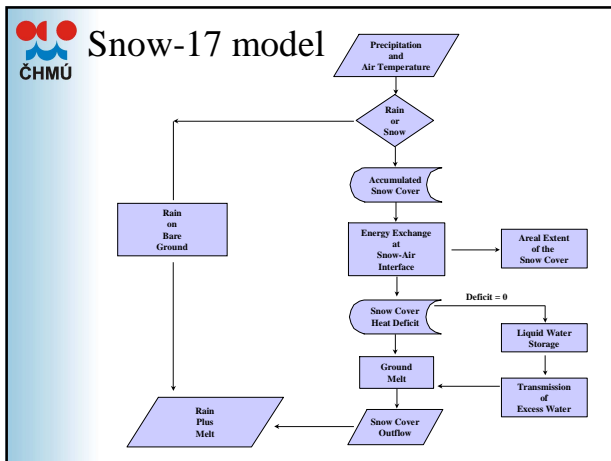 ČHMÚ
Snow-17 model
Precipitation
and
Air Temperature
Rain
or
Snow
Accumulated
Snow Cover
Rain
on
Bare
Ground
Energy Exchange
at
Snow-Air
Interface
Areal Extent
of the
Snow Cover
Deficit = 0
Snow Cover
Heat Deficit
Liquid Water
Storage
Ground
Melt
Transmission
of
Excess Water
Rain
Plus
Melt
Snow Cover
Outflow